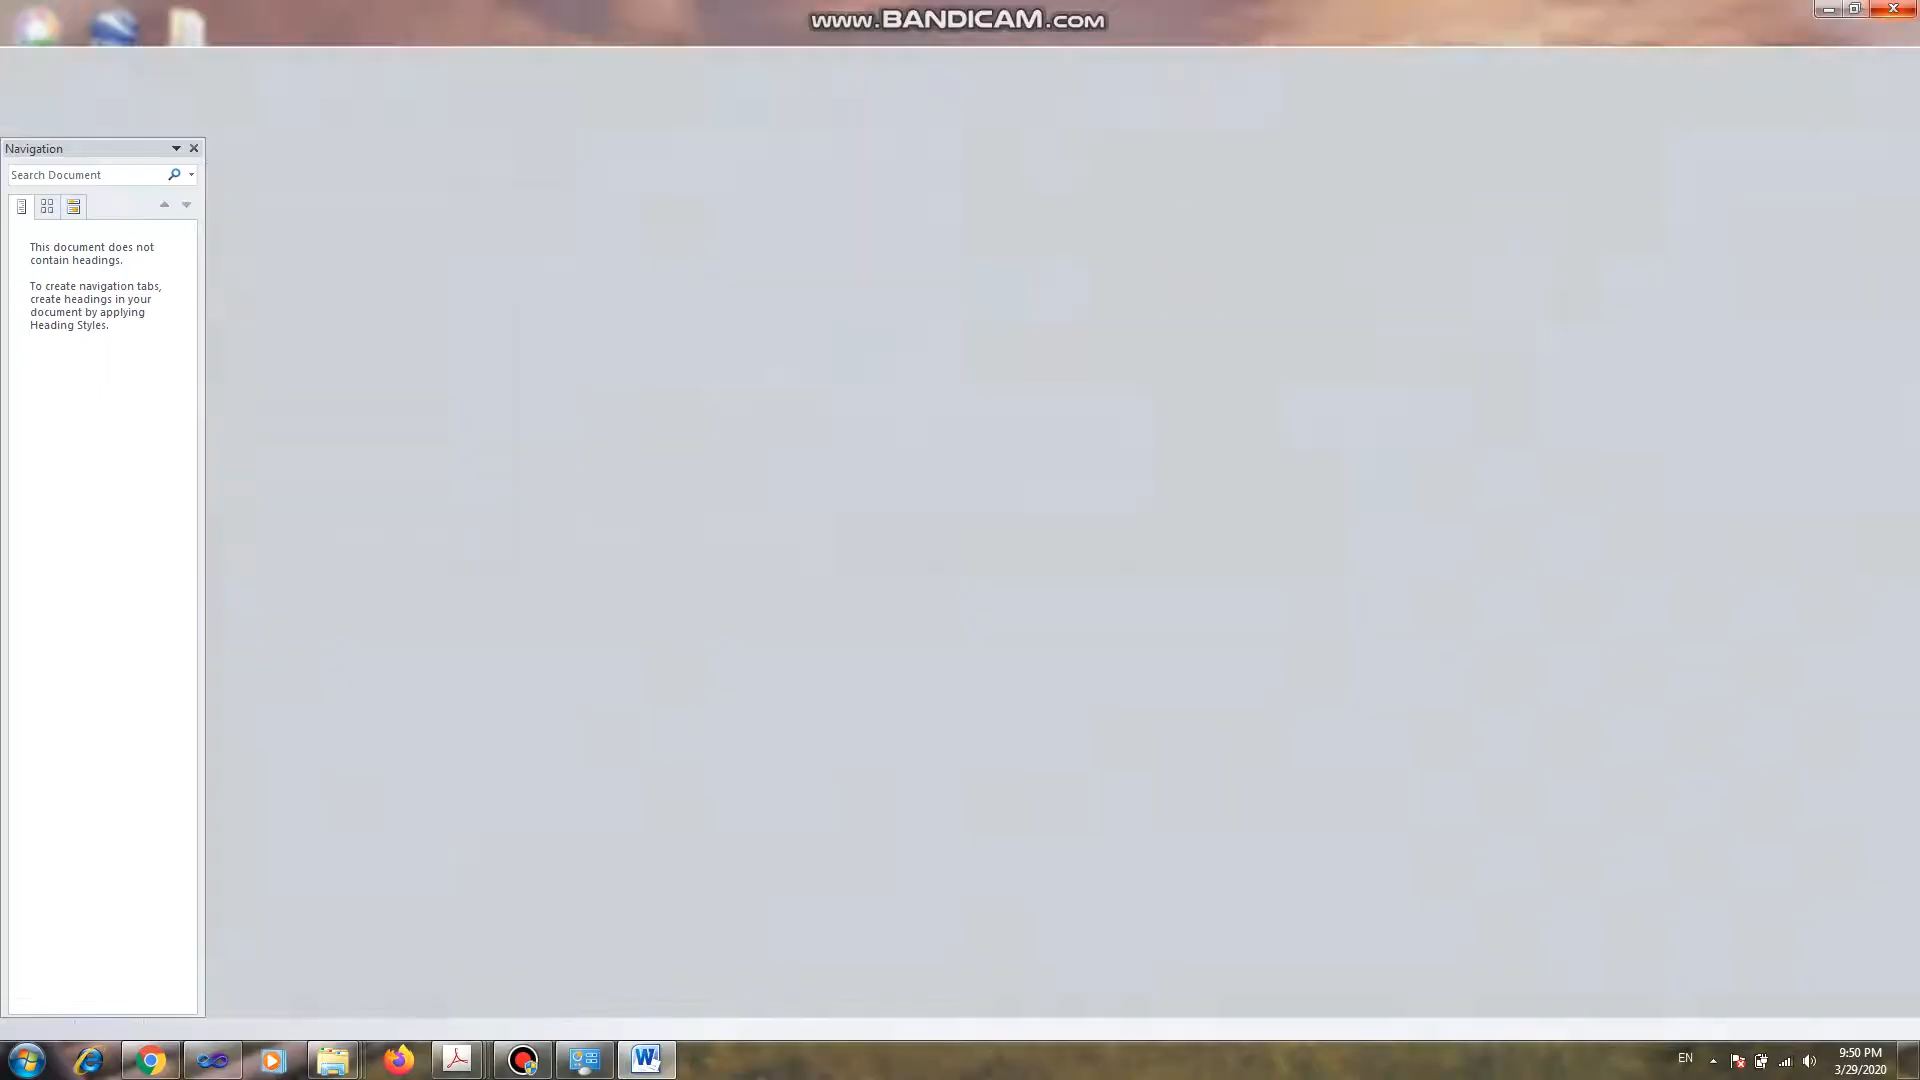 www.BANDICAM.com
Navigation
Search Document
This document does not
contain headings.
To create navigation tabs,
create headings in your
document by applying
Heading Styles.
EN
9:50 PM
3/29/2020